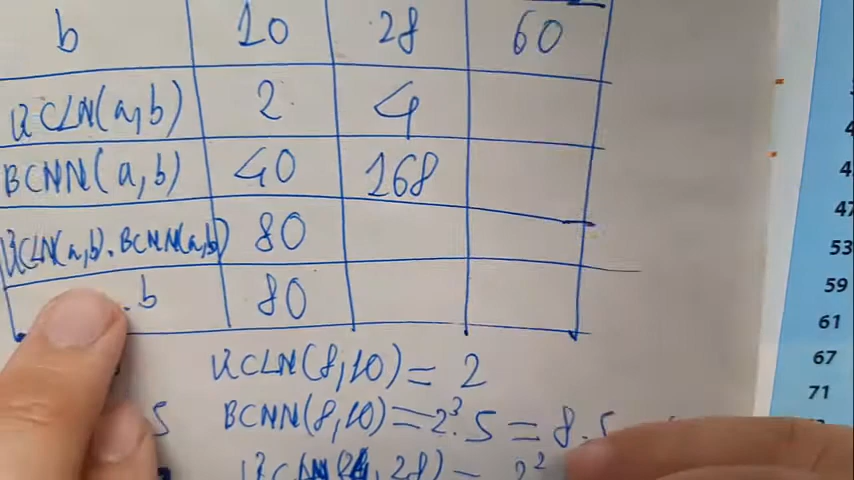 b 10 28 60
ƯCLN(a,b) 2 4
BCNN(a,b) 40 168
ƯCLN(a,b).BCNN(a,b) 80
.b 80
ƯCLN(8,10) = 2
BCNN(8,10) = 2³.5 = 8.5
5
47
53
59
61
67
71